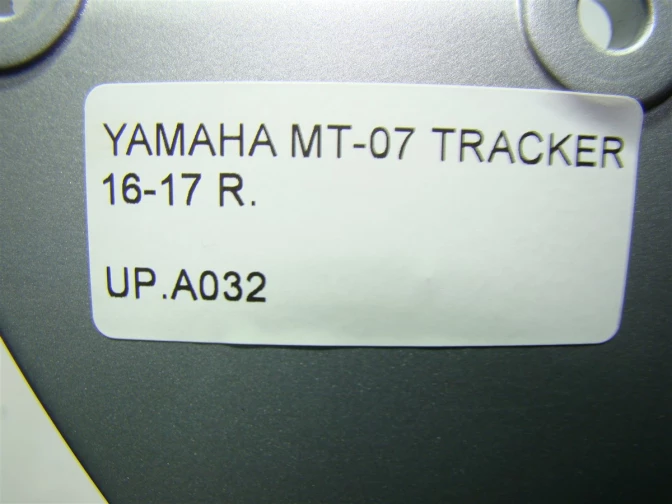 YAMAHA MT-07 TRACKER
16-17 R.
UP.A032